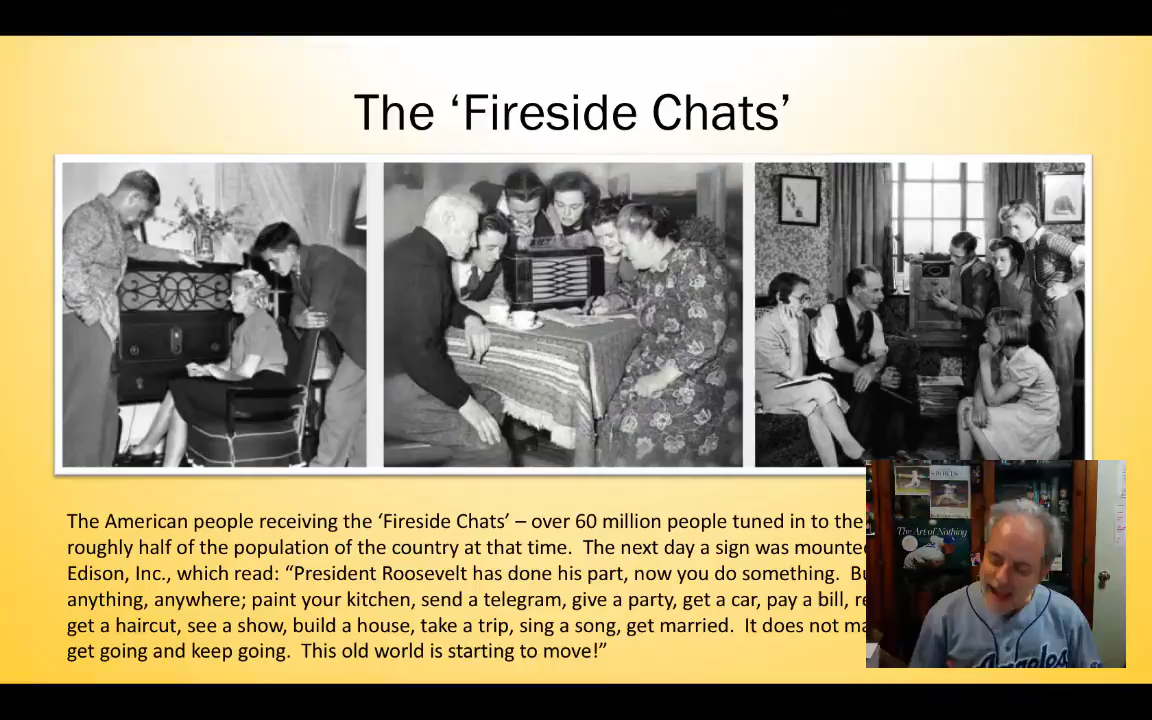 The ‘Fireside Chats’
The American people receiving the ‘Fireside Chats’ – over 60 million people tuned in to the
roughly half of the population of the country at that time.  The next day a sign was mounted
Edison, Inc., which read: “President Roosevelt has done his part, now you do something.
anything, anywhere; paint your kitchen, send a telegram, give a party, get a car, pay a bill,
get a haircut, see a show, build a house, take a trip, sing a song, get married.  It does not
get going and keep going.  This old world is starting to move!”
SPORTS
The Art of Nothing